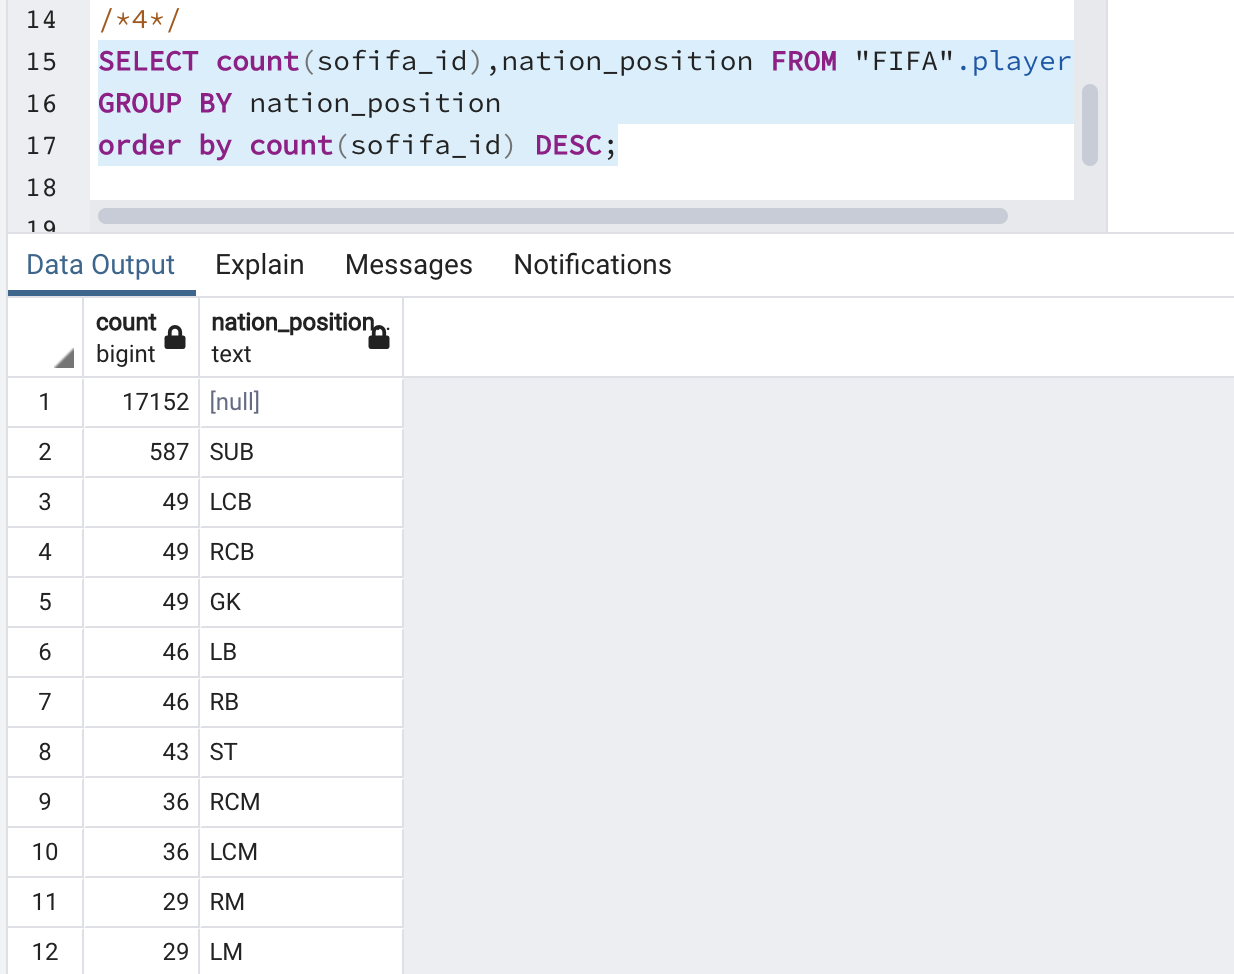 14 /*4*/
15 SELECT count(sofifa_id),nation_position FROM "FIFA".player
16 GROUP BY nation_position
17 order by count(sofifa_id) DESC;
18
19
Data Output Explain Messages Notifications
count nation_position..
bigint text
1 17152 [null]
2 587 SUB
3 49 LCB
4 49 RCB
5 49 GK
6 46 LB
7 46 RB
8 43 ST
9 36 RCM
10 36 LCM
11 29 RM
12 29 LM